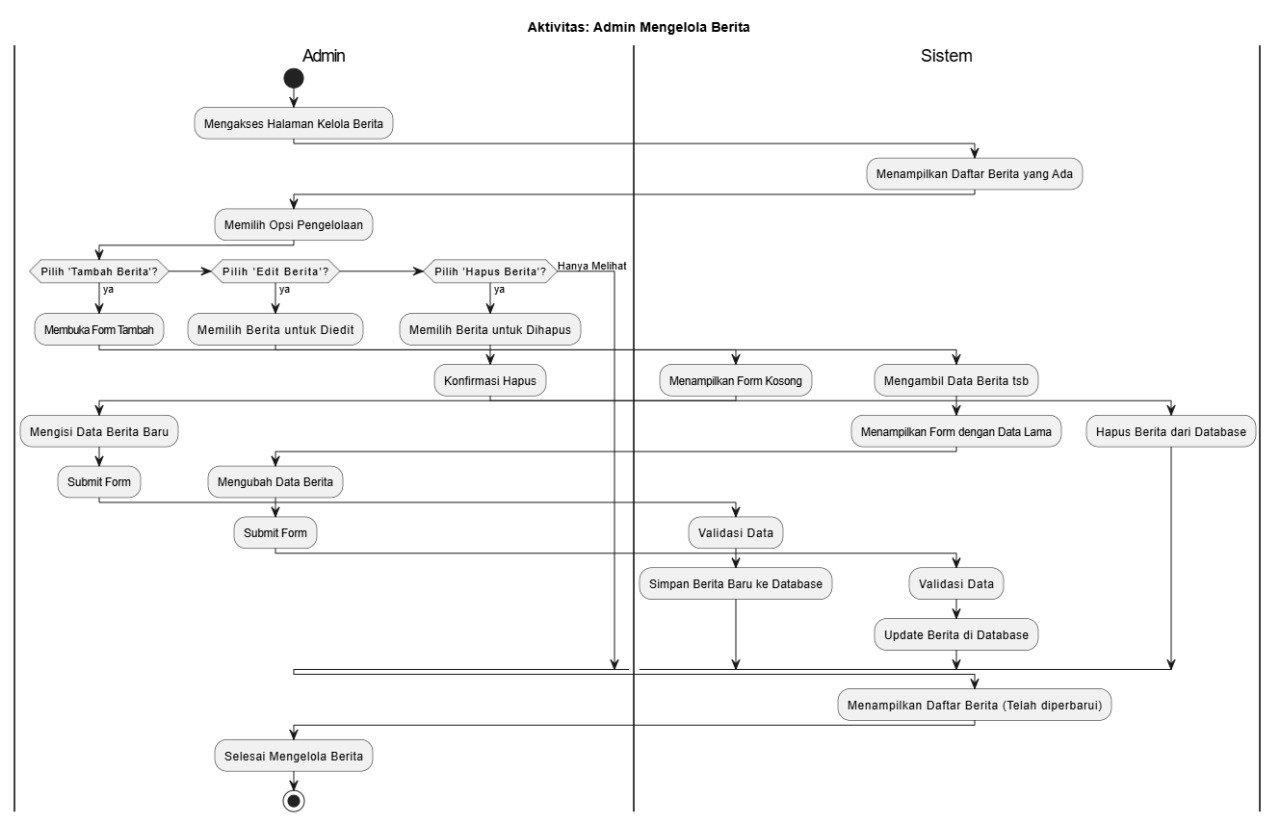 Aktivitas: Admin Mengelola Berita
Admin
Sistem
Mengakses Halaman Kelola Berita
Menampilkan Daftar Berita yang Ada
Memilih Opsi Pengelolaan
Pilih 'Tambah Berita'?
Pilih 'Edit Berita'?
Pilih 'Hapus Berita'?
Hanya Melihat
ya
ya
ya
Membuka Form Tambah
Memilih Berita untuk Diedit
Memilih Berita untuk Dihapus
Konfirmasi Hapus
Menampilkan Form Kosong
Mengambil Data Berita tsb
Mengisi Data Berita Baru
Menampilkan Form dengan Data Lama
Hapus Berita dari Database
Submit Form
Mengubah Data Berita
Submit Form
Validasi Data
Simpan Berita Baru ke Database
Validasi Data
Update Berita di Database
Menampilkan Daftar Berita (Telah diperbarui)
Selesai Mengelola Berita